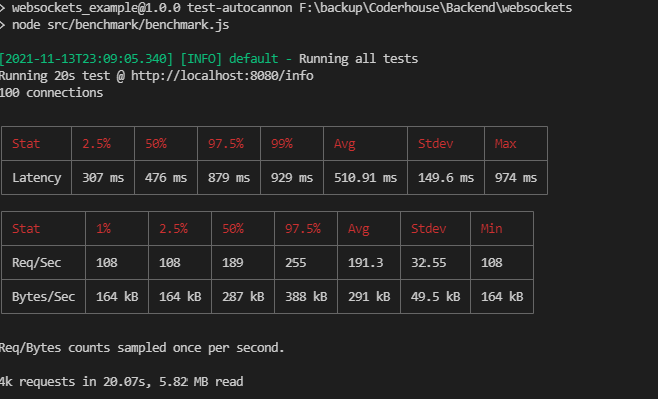 > websockets_example@1.0.0 test-autocannon F:\backup\Coderhouse\Backend\websockets
> node src/benchmark/benchmark.js
[2021-11-13T23:09:05.340] [INFO] default - Running all tests
Running 20s test @ http://localhost:8080/info
100 connections
Stat 2.5% 50% 97.5% 99% Avg Stdev Max
Latency 307 ms 476 ms 879 ms 929 ms 510.91 ms 149.6 ms 974 ms
Stat 1% 2.5% 50% 97.5% Avg Stdev Min
Req/Sec 108 108 189 255 191.3 32.55 108
Bytes/Sec 164 kB 164 kB 287 kB 388 kB 291 kB 49.5 kB 164 kB
Req/Bytes counts sampled once per second.
4k requests in 20.07s, 5.82 MB read